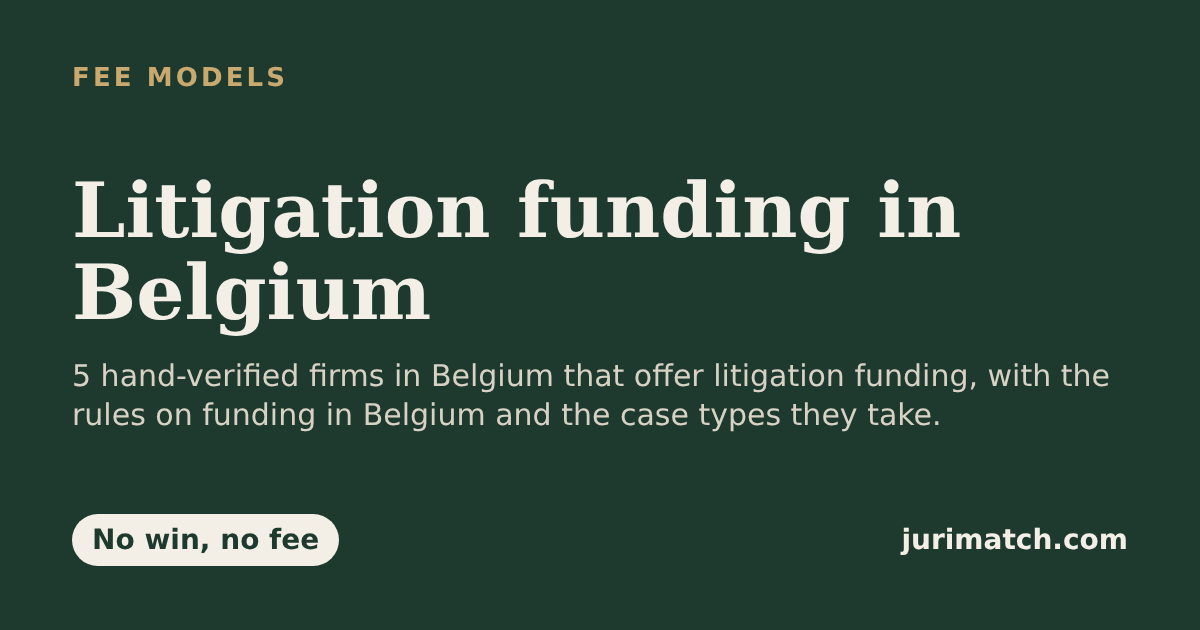 FEE MODELS
Litigation funding in
Belgium
5 hand-verified firms in Belgium that offer litigation funding, with the
rules on funding in Belgium and the case types they take.
No win, no fee
jurimatch.com